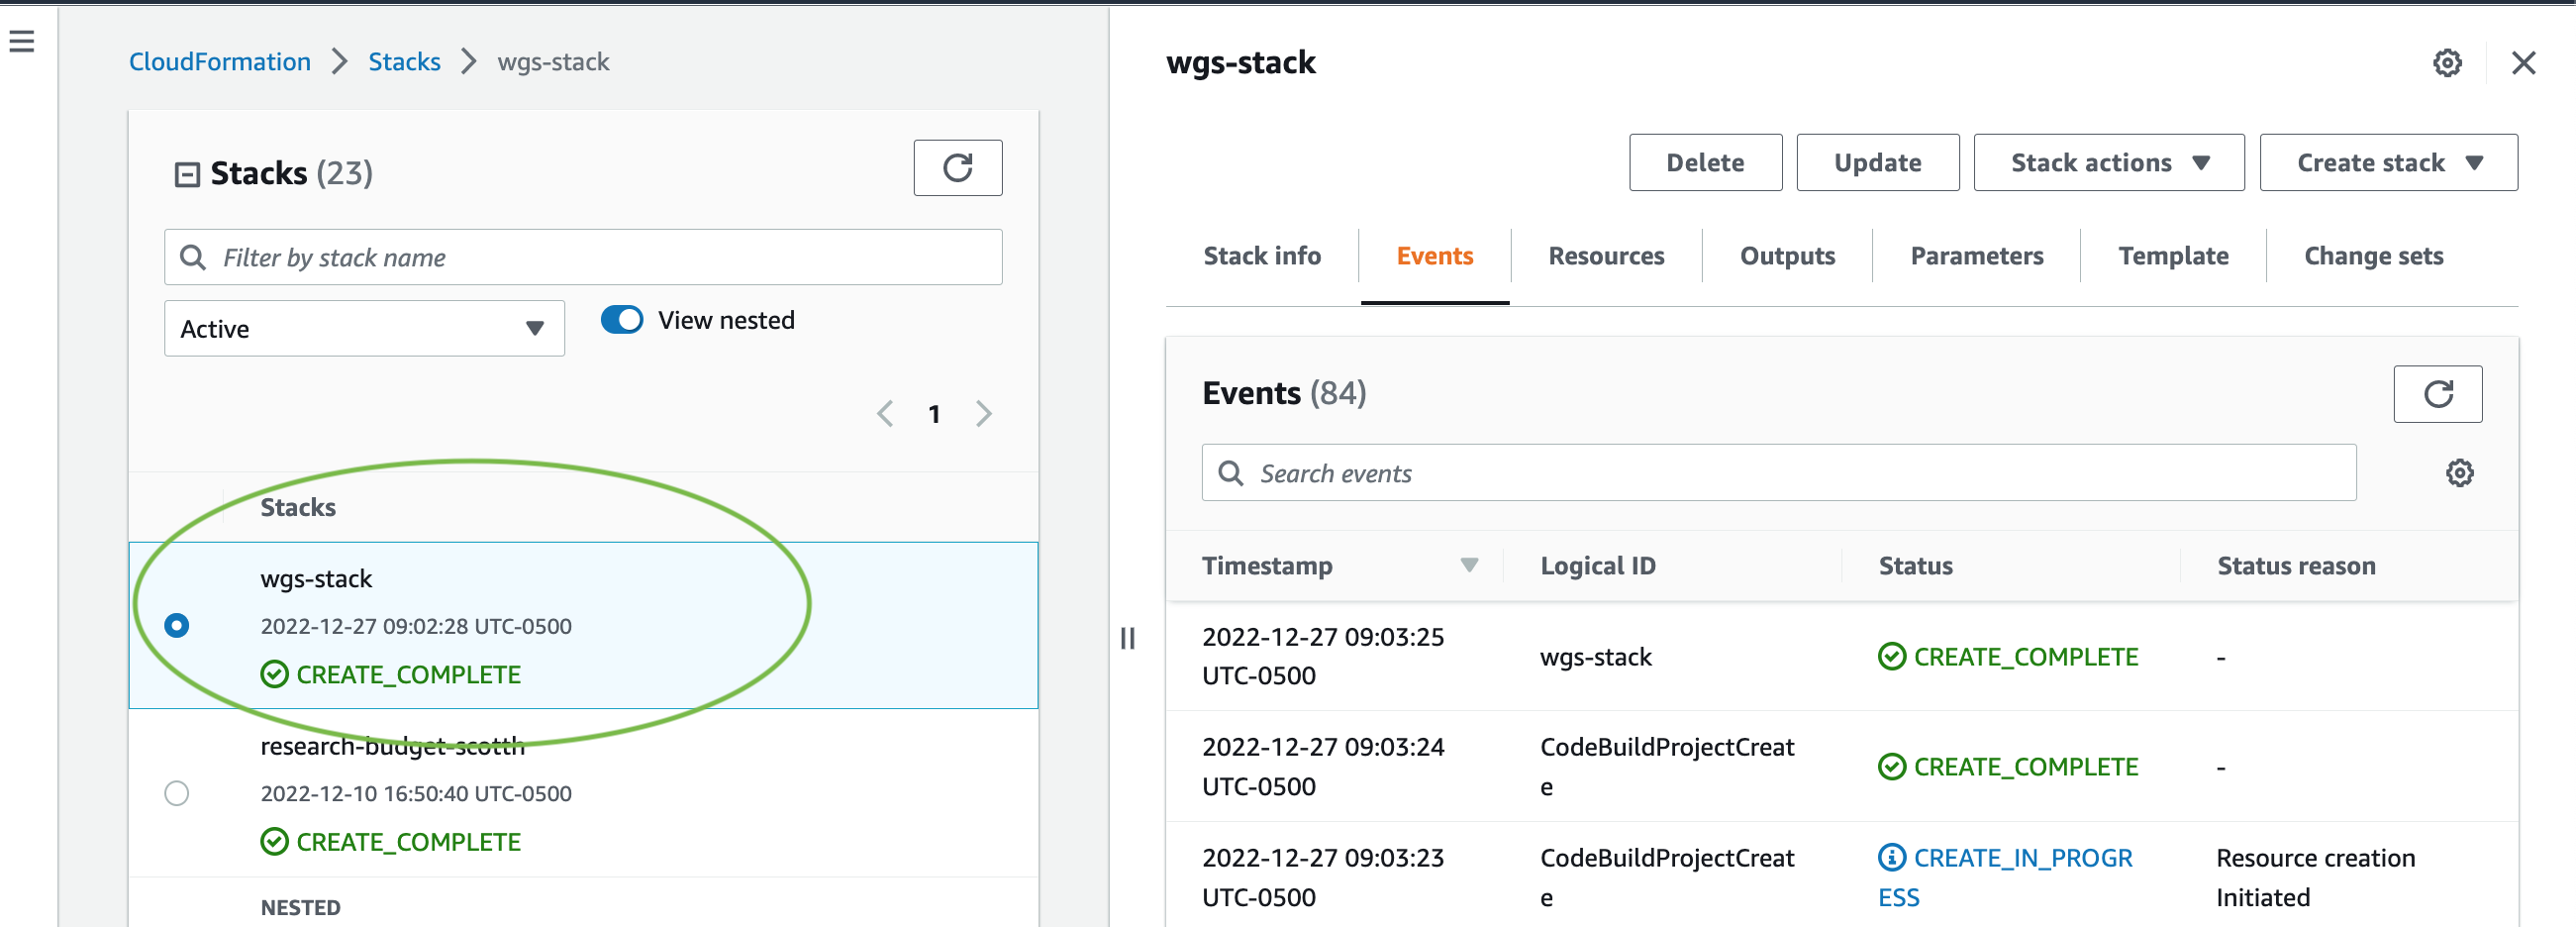 CloudFormation > Stacks > wgs-stack
Stacks (23)
Filter by stack name
Active
View nested
1
Stacks
wgs-stack
2022-12-27 09:02:28 UTC-0500
CREATE_COMPLETE
research-budget-scotth
2022-12-10 16:50:40 UTC-0500
CREATE_COMPLETE
NESTED
wgs-stack
Delete Update Stack actions Create stack
Stack info Events Resources Outputs Parameters Template Change sets
Events (84)
Search events
Timestamp Logical ID Status Status reason
2022-12-27 09:03:25
UTC-0500
wgs-stack
CREATE_COMPLETE
-
2022-12-27 09:03:24
UTC-0500
CodeBuildProjectCreat
e
CREATE_COMPLETE
-
2022-12-27 09:03:23
UTC-0500
CodeBuildProjectCreat
e
CREATE_IN_PROGR
ESS
Resource creation
Initiated